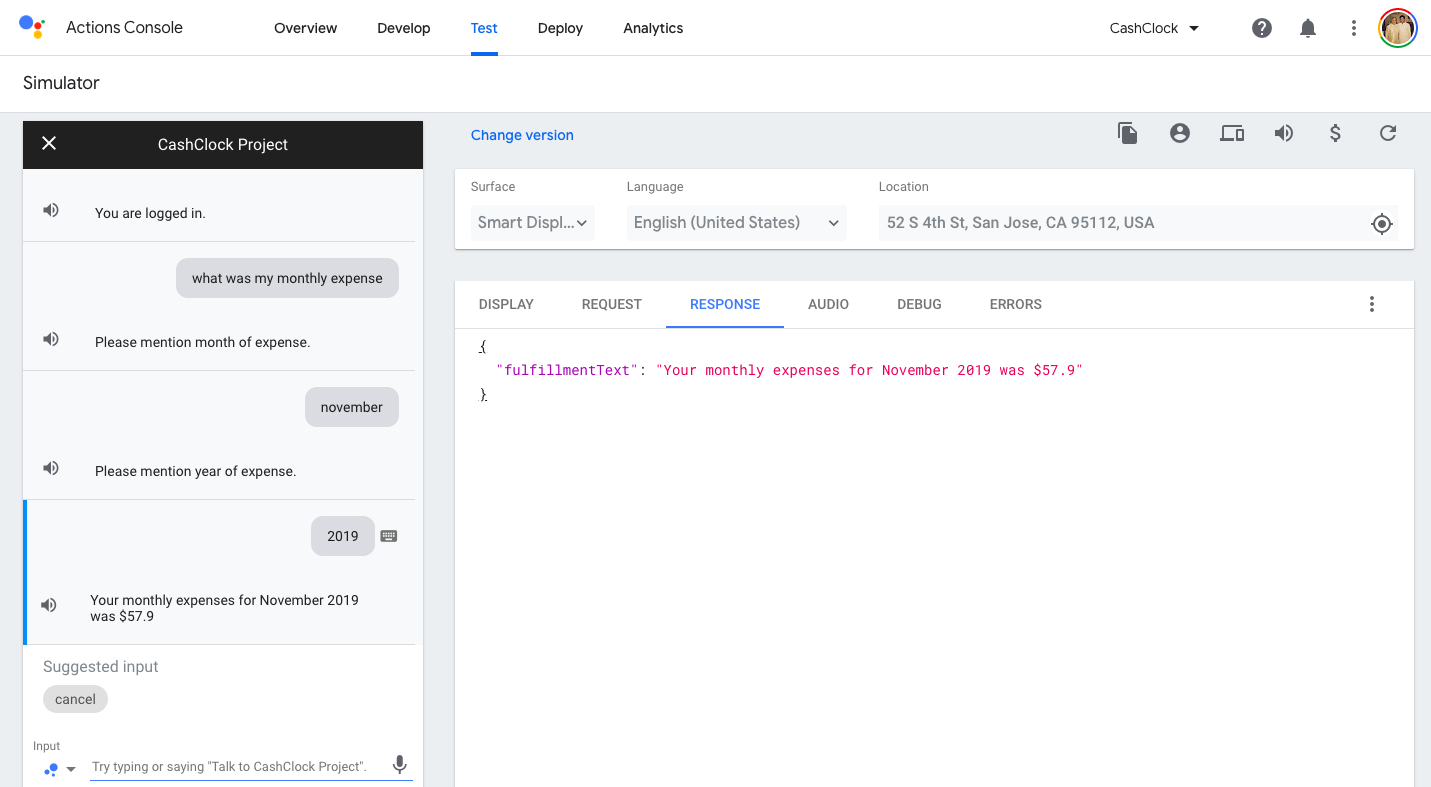 Actions Console
Overview
Develop
Test
Deploy
Analytics
CashClock
Simulator
CashClock Project
You are logged in.
what was my monthly expense
Please mention month of expense.
november
Please mention year of expense.
2019
Your monthly expenses for November 2019
was $57.9
Suggested input
cancel
Input
Try typing or saying "Talk to CashClock Project".
Change version
Surface
Language
Location
Smart Displ...
English (United States)
52 S 4th St, San Jose, CA 95112, USA
DISPLAY
REQUEST
RESPONSE
AUDIO
DEBUG
ERRORS
{
"fulfillmentText": "Your monthly expenses for November 2019 was $57.9"
}